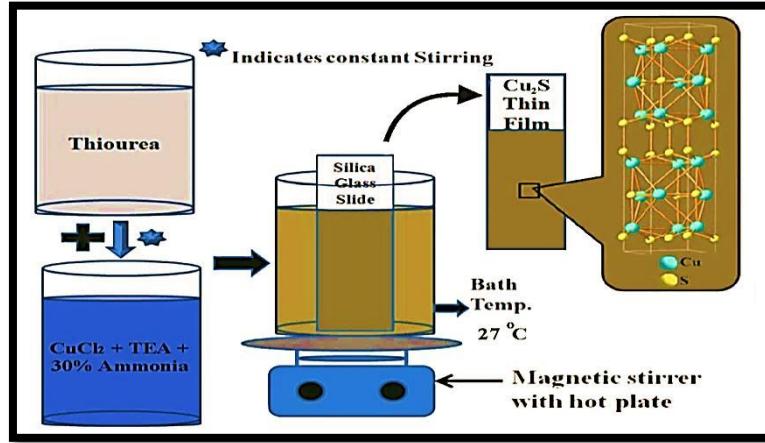 Indicates constant Stirring
Thiourea
CuCl₂ + TEA +
30% Ammonia
Silica
Glass
Slide
Cu₂S
Thin
Film
Bath
Temp.
27 °C
Magnetic stirrer
with hot plate
Cu
S